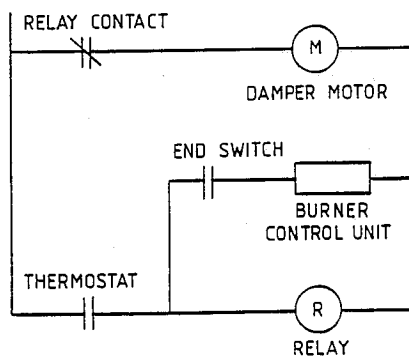 RELAY CONTACT
M
DAMPER MOTOR
END SWITCH
BURNER
CONTROL UNIT
THERMOSTAT
R
RELAY